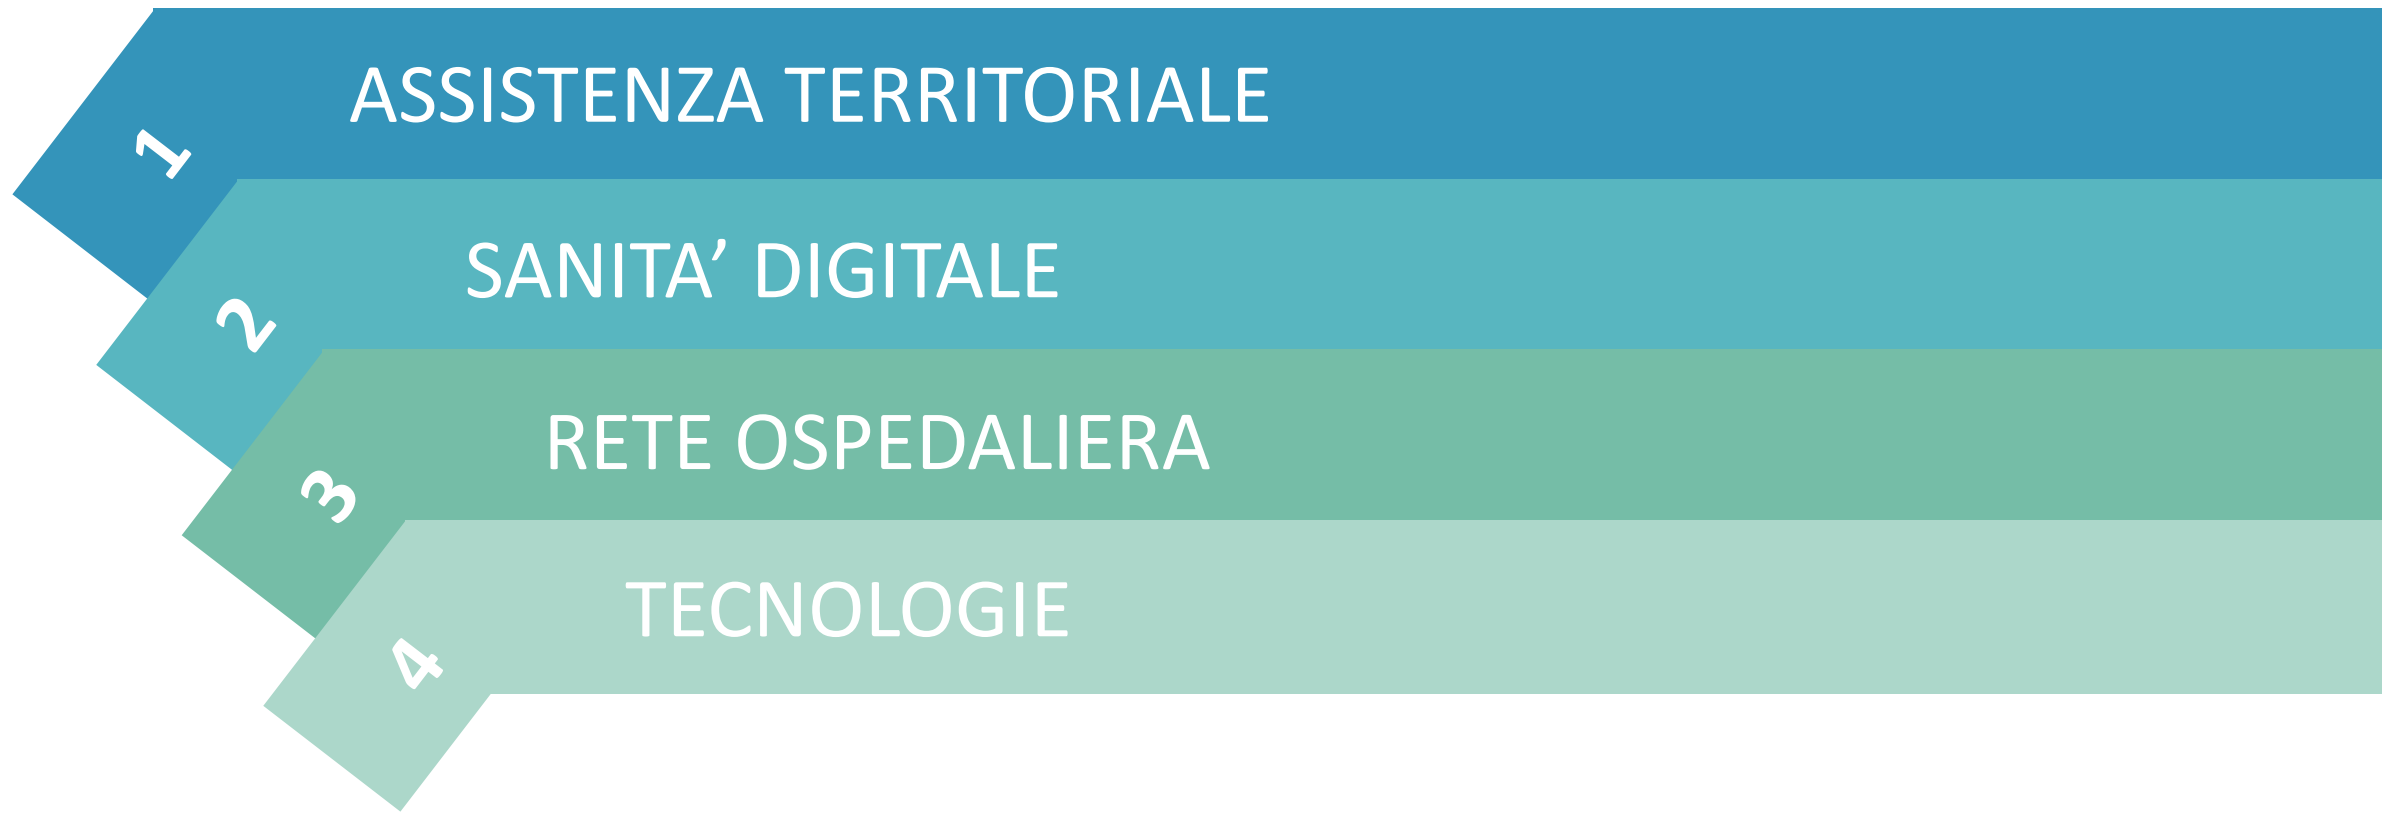 1 ASSISTENZA TERRITORIALE
2 SANITA’ DIGITALE
3 RETE OSPEDALIERA
4 TECNOLOGIE